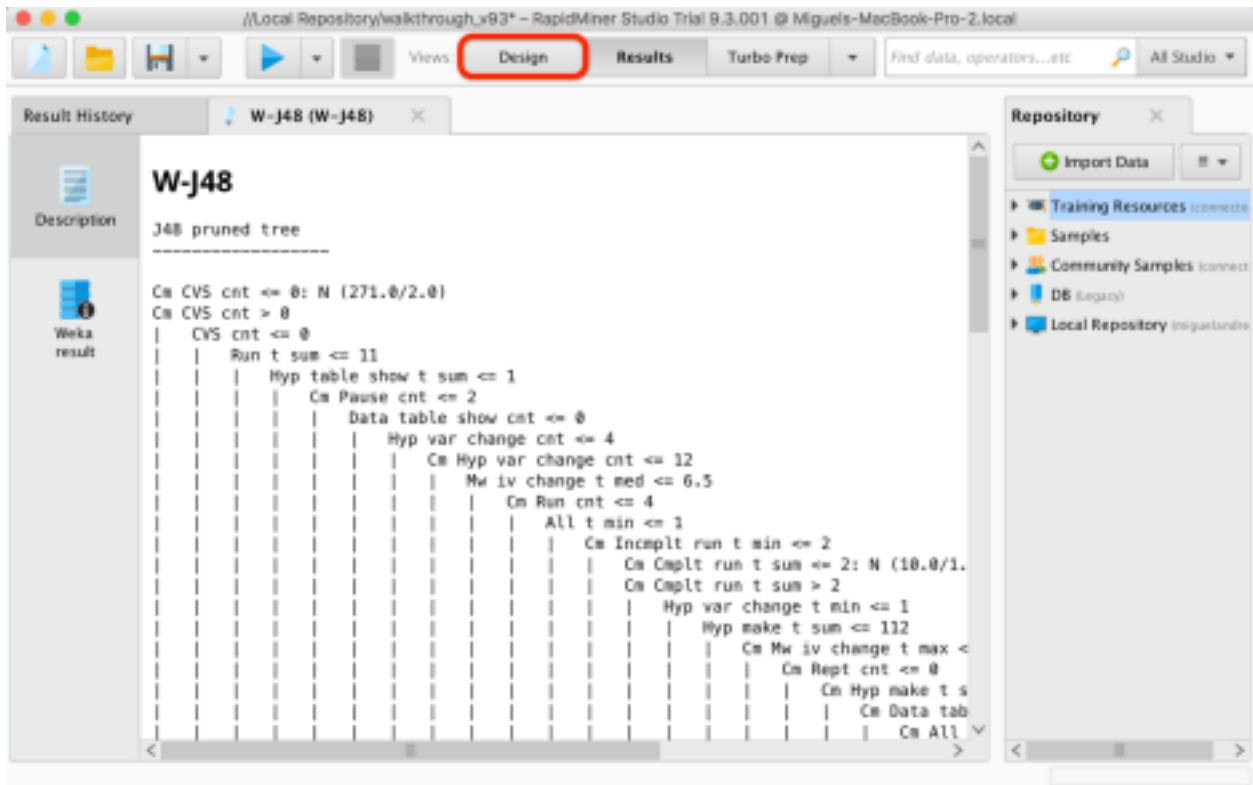 //Local Repository/walkthrough_v93* – RapidMiner Studio Trial 9.3.001 @ Miguels-MacBook-Pro-2.local
Views: Design Results Turbo Prep Find data, operators...etc All Studio
Result History W-J48 (W-J48) Repository
Import Data
Description
Weka result
W-J48
J48 pruned tree
------------------
Cm CVS cnt <= 0: N (271.0/2.0)
Cm CVS cnt > 0
| CVS cnt <= 0
| | Run t sum <= 11
| | | Hyp table show t sum <= 1
| | | | Cm Pause cnt <= 2
| | | | | Data table show cnt <= 0
| | | | | | Hyp var change cnt <= 4
| | | | | | | Cm Hyp var change cnt <= 12
| | | | | | | | Mw iv change t med <= 6.5
| | | | | | | | | Cm Run cnt <= 4
| | | | | | | | | | All t min <= 1
| | | | | | | | | | | Cm Incmplt run t min <= 2
| | | | | | | | | | | | Cm Cmplt run t sum <= 2: N (10.0/1.
| | | | | | | | | | | | Cm Cmplt run t sum > 2
| | | | | | | | | | | | | Hyp var change t min <= 1
| | | | | | | | | | | | | | Hyp make t sum <= 112
| | | | | | | | | | | | | | | Cm Mw iv change t max <
| | | | | | | | | | | | | | | | Cm Rept cnt <= 0
| | | | | | | | | | | | | | | | | Cm Hyp make t s
| | | | | | | | | | | | | | | | | | Cm Data tab
| | | | | | | | | | | | | | | | | | | Cm All
Training Resources (connecte
Samples
Community Samples (connect
DB (Legacy)
Local Repository (miguelandre